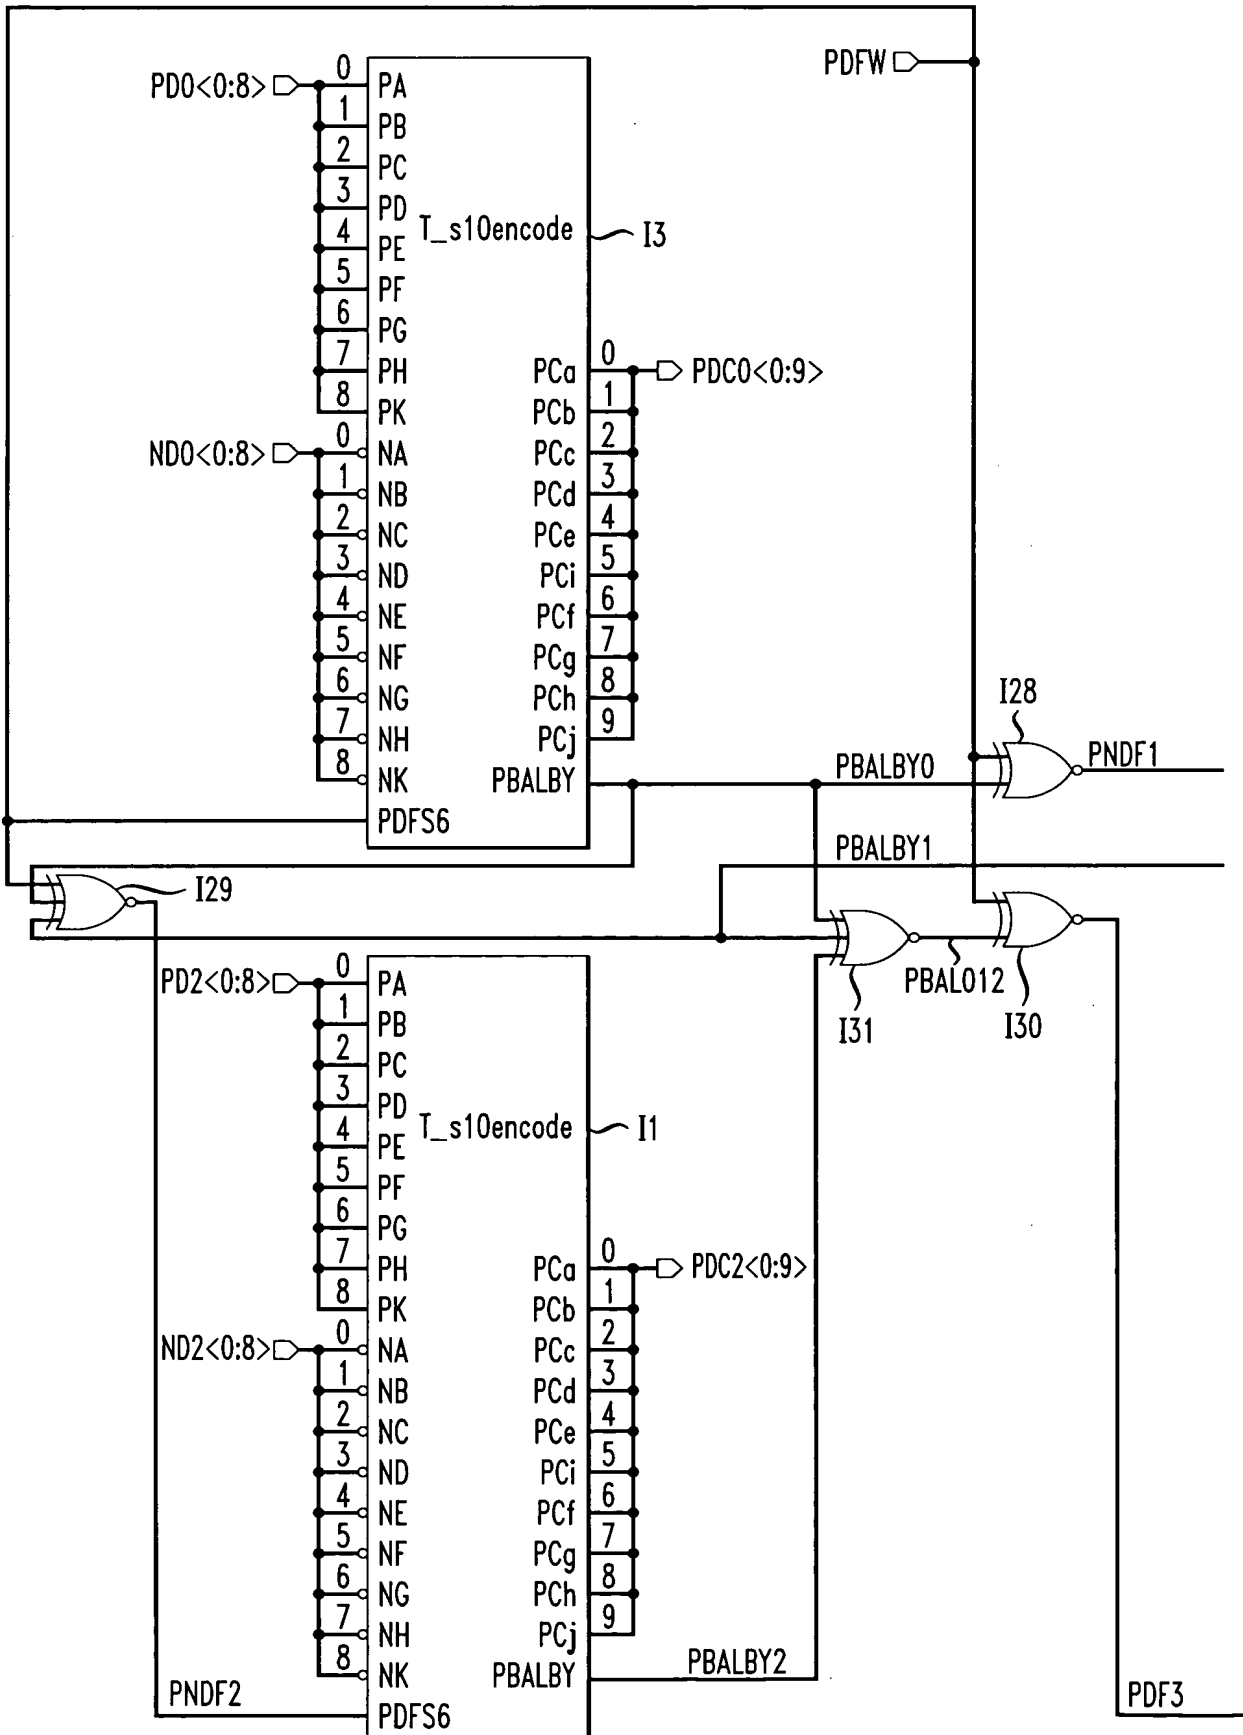 PDFW
PD0<0:8>
0 PA
1 PB
2 PC
3 PD
4 PE
5 PF
6 PG
7 PH
8 PK
T_s10encode
I3
ND0<0:8>
0 NA
1 NB
2 NC
3 ND
4 NE
5 NF
6 NG
7 NH
8 NK
PDFS6
PCa 0
PDC0<0:9>
PCb 1
PCc 2
PCd 3
PCe 4
PCi 5
PCf 6
PCg 7
PCh 8
PCj 9
PBALBY
PBALBY0
I28
PNDF1
PBALBY1
I29
I31
PBAL012
I30
PD2<0:8>
0 PA
1 PB
2 PC
3 PD
4 PE
5 PF
6 PG
7 PH
8 PK
T_s10encode
I1
ND2<0:8>
0 NA
1 NB
2 NC
3 ND
4 NE
5 NF
6 NG
7 NH
8 NK
PNDF2
PDFS6
PCa 0
PDC2<0:9>
PCb 1
PCc 2
PCd 3
PCe 4
PCi 5
PCf 6
PCg 7
PCh 8
PCj 9
PBALBY
PBALBY2
PDF3